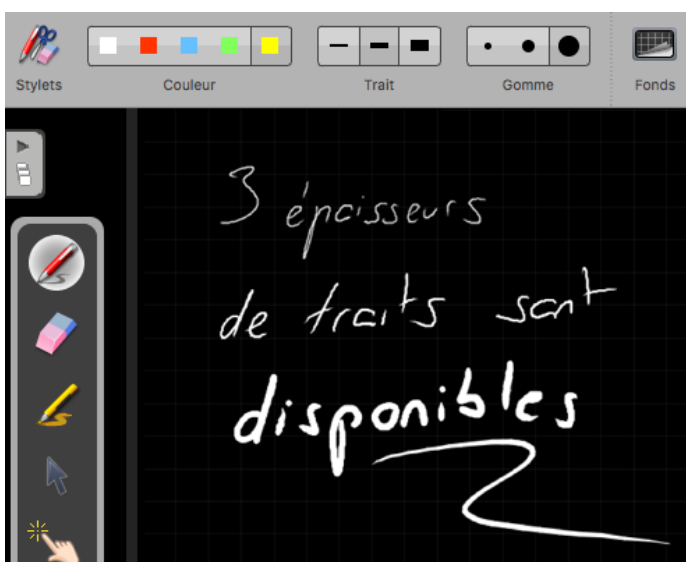 Stylets Couleur Trait Gomme Fonds
3 épaisseurs
de traits sont
disponibles